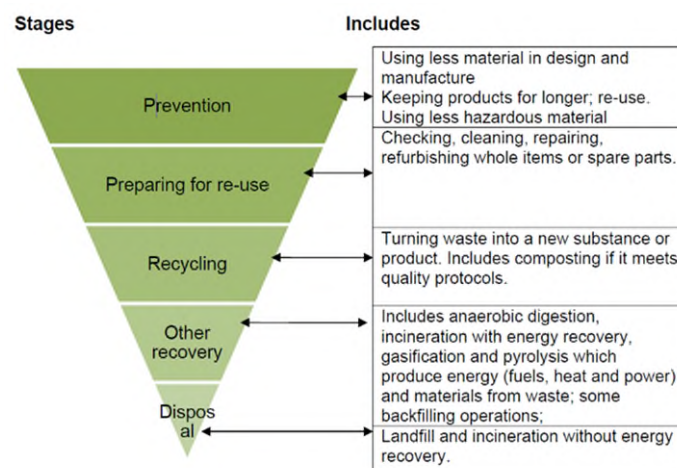 Stages
Includes
Prevention
Using less material in design and
manufacture
Keeping products for longer; re-use.
Using less hazardous material
Preparing for re-use
Checking, cleaning, repairing,
refurbishing whole items or spare parts.
Recycling
Turning waste into a new substance or
product. Includes composting if it meets
quality protocols.
Other
recovery
Includes anaerobic digestion,
incineration with energy recovery,
gasification and pyrolysis which
produce energy (fuels, heat and power)
and materials from waste; some
backfilling operations;
Dispos
al
Landfill and incineration without energy
recovery.